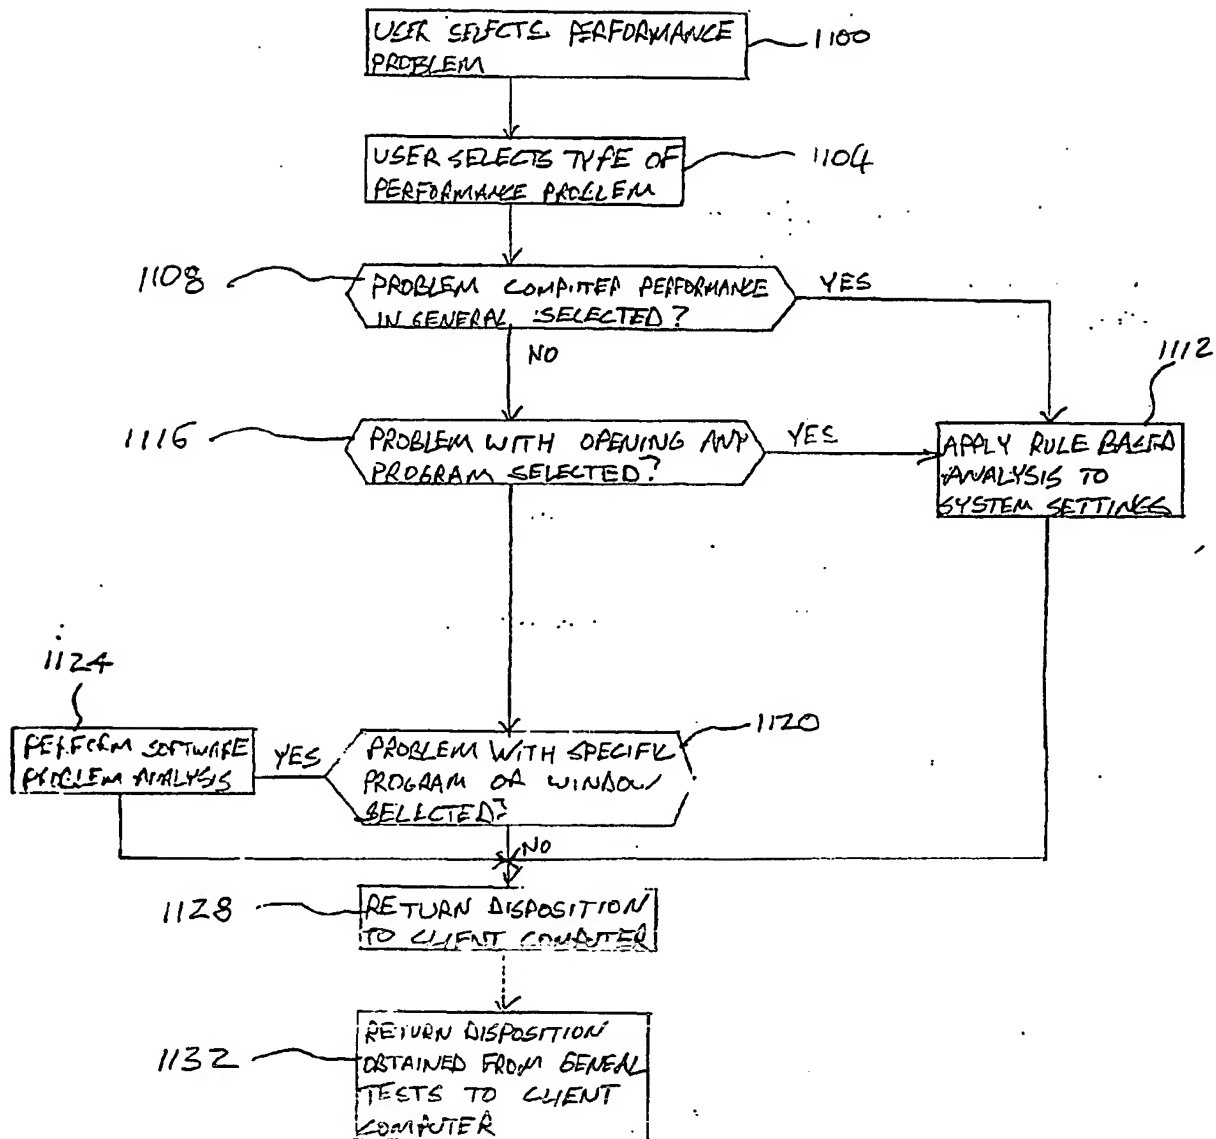 USER SELECTS PERFORMANCE
PROBLEM
1100
USER SELECTS TYPE OF
PERFORMANCE PROBLEM
1104
1108
PROBLEM COMPUTER PERFORMANCE
IN GENERAL SELECTED?
YES
NO
1112
1116
PROBLEM WITH OPENING ANY
PROGRAM SELECTED?
YES
APPLY RULE BASED
ANALYSIS TO
SYSTEM SETTINGS
1124
PERFORM SOFTWARE
PROBLEM ANALYSIS
YES
1120
PROBLEM WITH SPECIFIC
PROGRAM OR WINDOW
SELECTED?
NO
1128
RETURN DISPOSITION
TO CLIENT COMPUTER
1132
RETURN DISPOSITION
OBTAINED FROM GENEAL
TESTS TO CLIENT
COMPUTER